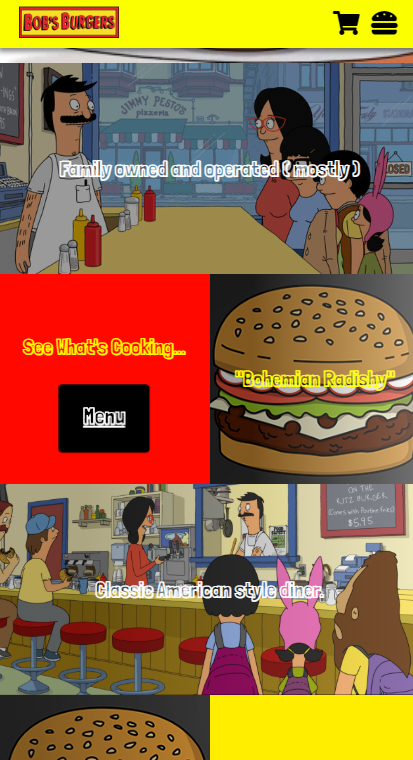 BOB'S BURGERS
JIMMY PESTO'S
pizzeria
Family owned and operated ( mostly )
See What's Cooking...
Menu
"Bohemian Radishy"
ON THE
RITZ BURGER
(Comes with Poutine Fries)
$5.95
Classic American style diner.